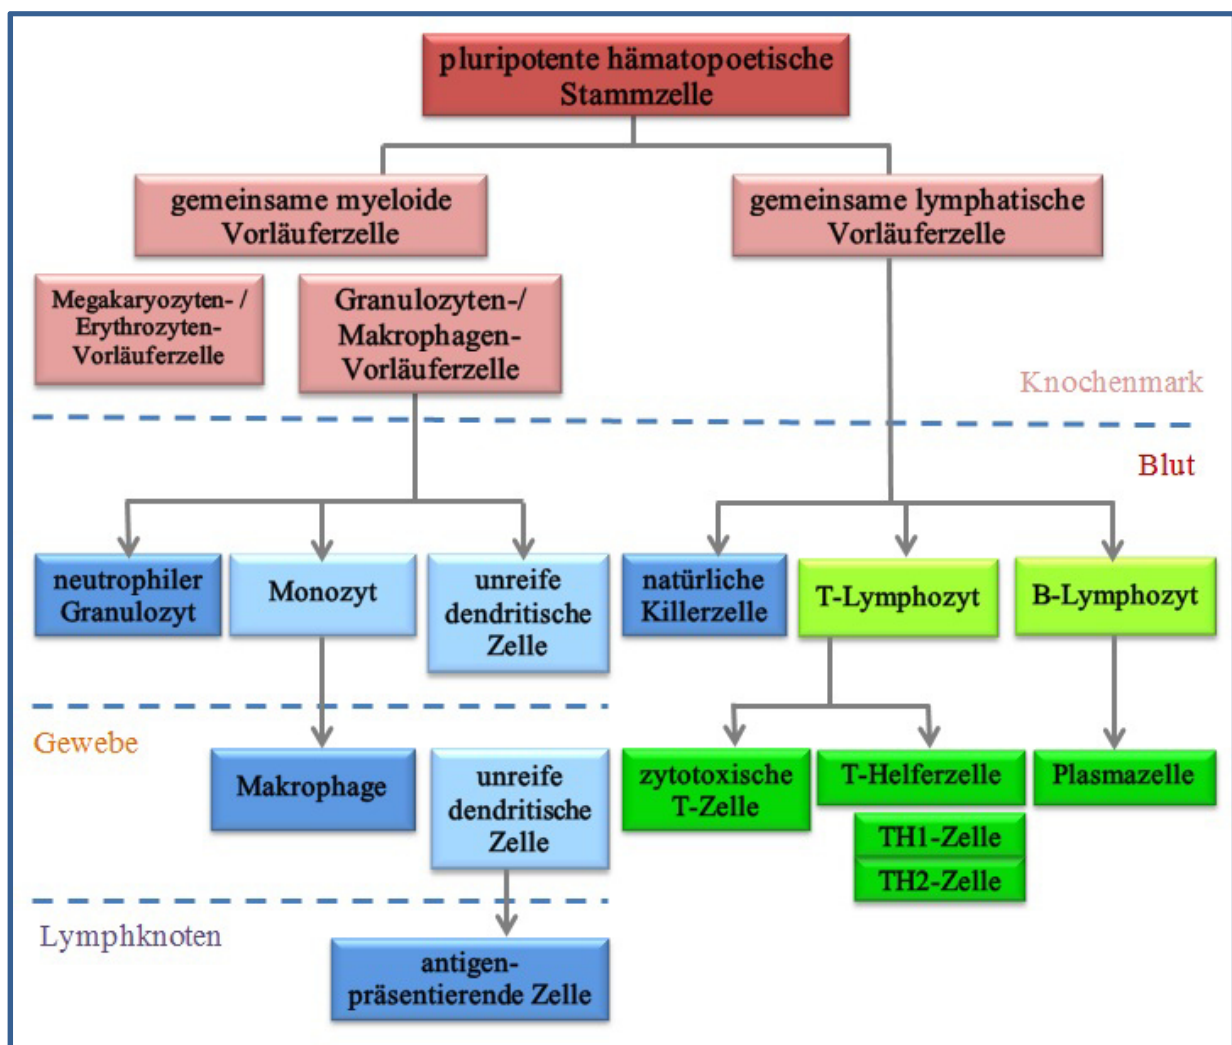 pluripotente hämatopoetische
Stammzelle
gemeinsame myeloide
Vorläuferzelle
gemeinsame lymphatische
Vorläuferzelle
Megakaryozyten- /
Erythrozyten-
Vorläuferzelle
Granulozyten-/
Makrophagen-
Vorläuferzelle
Knochenmark
Blut
neutrophiler
Granulozyt
Monozyt
unreife
dendritische
Zelle
natürliche
Killerzelle
T-Lymphozyt
B-Lymphozyt
Gewebe
Makrophage
unreife
dendritische
Zelle
zytotoxische
T-Zelle
T-Helferzelle
TH1-Zelle
TH2-Zelle
Plasmazelle
Lymphknoten
antigen-
präsentierende Zelle